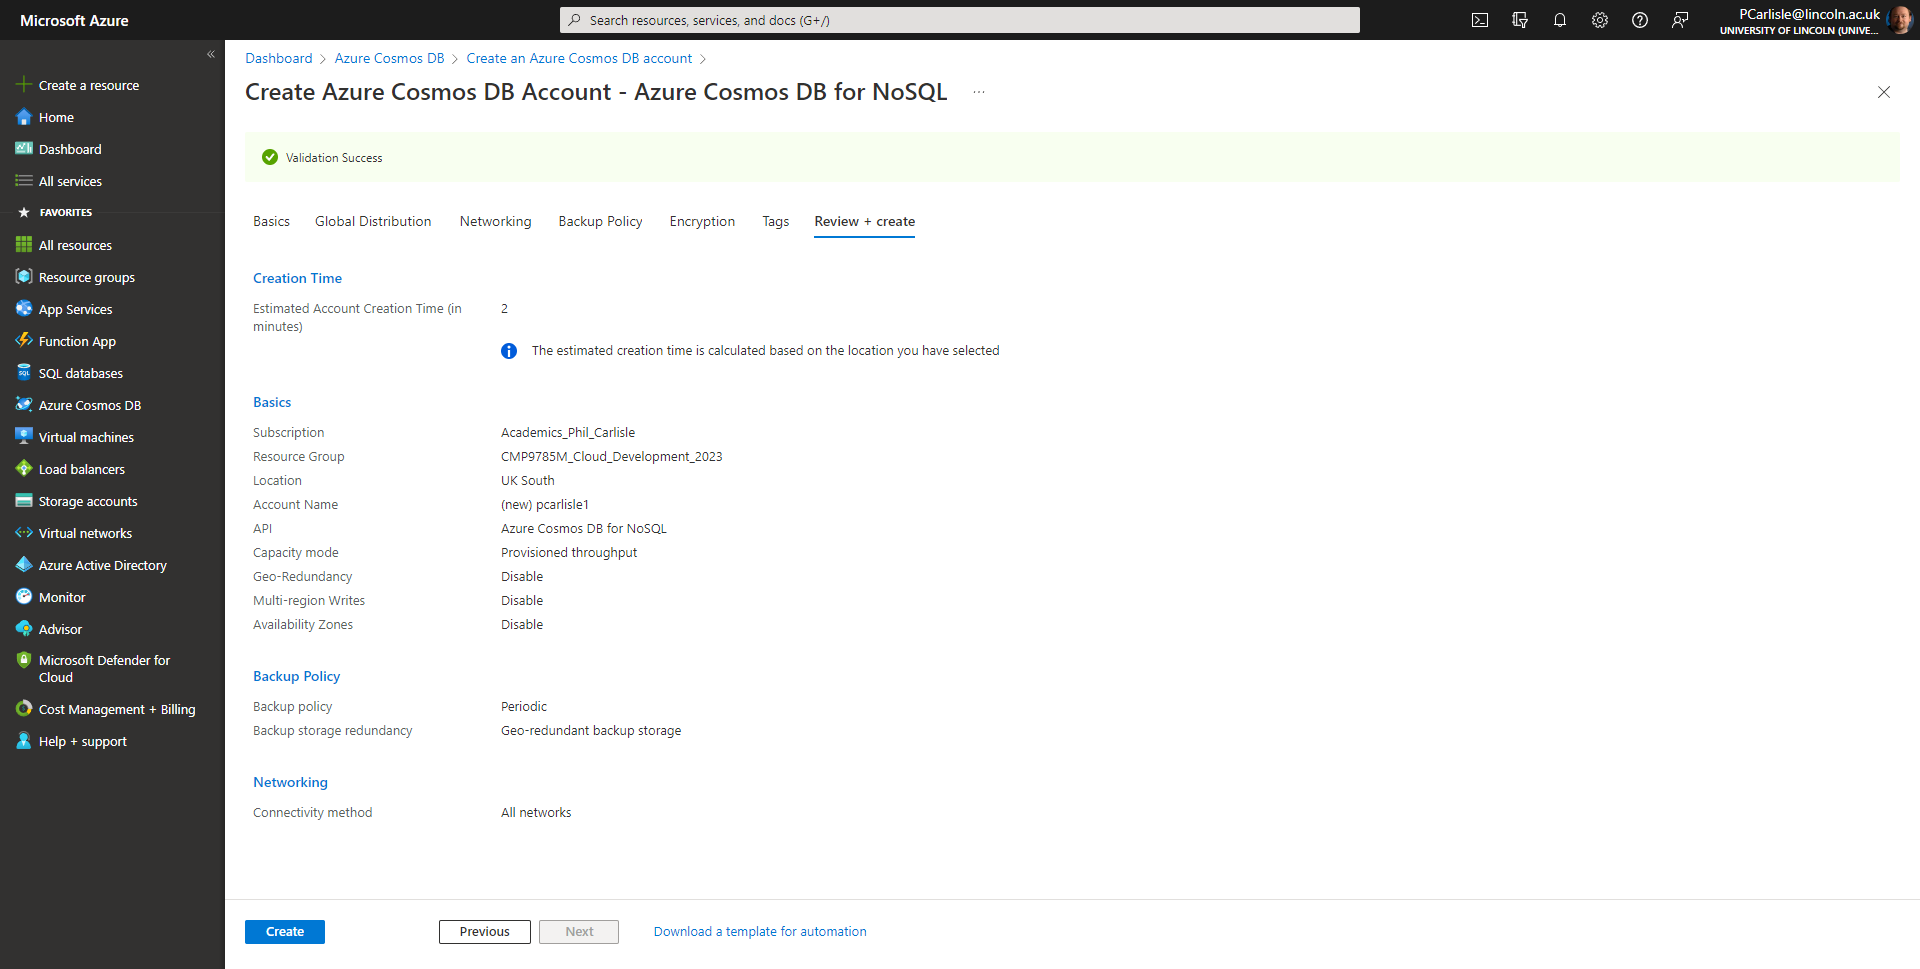 Microsoft Azure
Search resources, services, and docs (G+/)
PCarlisle@lincoln.ac.uk
UNIVERSITY OF LINCOLN (UNIVE...
«
Create a resource
Home
Dashboard
All services
FAVORITES
All resources
Resource groups
App Services
Function App
SQL databases
Azure Cosmos DB
Virtual machines
Load balancers
Storage accounts
Virtual networks
Azure Active Directory
Monitor
Advisor
Microsoft Defender for
Cloud
Cost Management + Billing
Help + support
Dashboard > Azure Cosmos DB > Create an Azure Cosmos DB account >
Create Azure Cosmos DB Account - Azure Cosmos DB for NoSQL ...
Validation Success
Basics Global Distribution Networking Backup Policy Encryption Tags Review + create
Creation Time
Estimated Account Creation Time (in
minutes)
2
The estimated creation time is calculated based on the location you have selected
Basics
Subscription Academics_Phil_Carlisle
Resource Group CMP9785M_Cloud_Development_2023
Location UK South
Account Name (new) pcarlisle1
API Azure Cosmos DB for NoSQL
Capacity mode Provisioned throughput
Geo-Redundancy Disable
Multi-region Writes Disable
Availability Zones Disable
Backup Policy
Backup policy Periodic
Backup storage redundancy Geo-redundant backup storage
Networking
Connectivity method All networks
Create Previous Next Download a template for automation